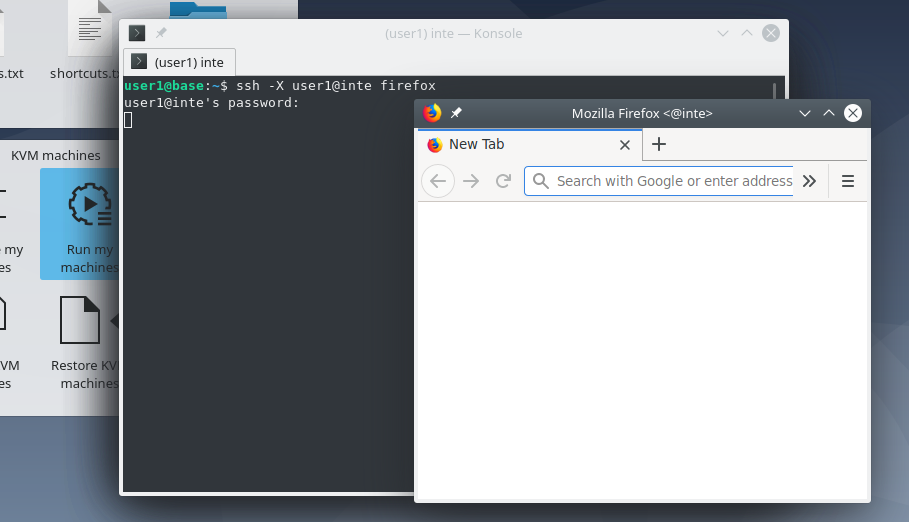 s.txt
shortcuts.t
KVM machines
my
es
Run my
machines
VM
es
Restore KV
machines
(user1) inte — Konsole
(user1) inte
user1@base:~$ ssh -X user1@inte firefox
user1@inte's password:
Mozilla Firefox <@inte>
New Tab
Search with Google or enter address